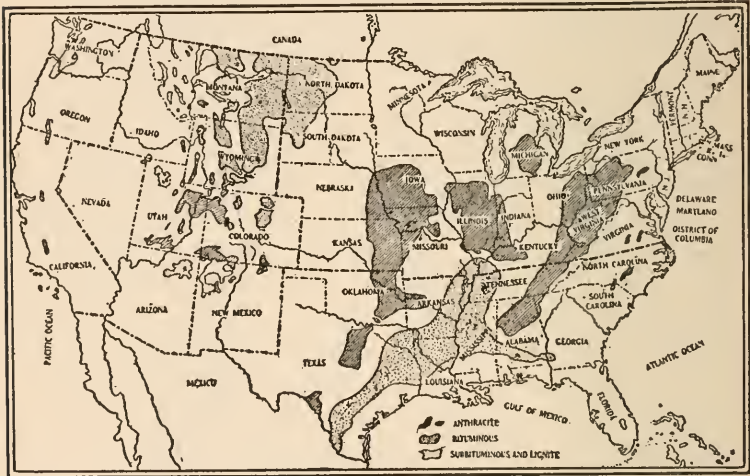 CANADA
WASHINGTON
MONTANA
NORTH DAKOTA
MINNESOTA
MAINE
OREGON
IDAHO
SOUTH DAKOTA
WISCONSIN
MICHIGAN
NEW YORK
VERMONT
N.H.
MASS
CONN.
WYOMING
IOWA
PENNSYLVANIA
N.J.
NEVADA
UTAH
NEBRASKA
ILLINOIS
INDIANA
OHIO
WEST VIRGINIA
DELAWARE
MARYLAND
DISTRICT OF
COLUMBIA
COLORADO
KANSAS
MISSOURI
KENTUCKY
VIRGINIA
CALIFORNIA
NORTH CAROLINA
ARIZONA
NEW MEXICO
OKLAHOMA
ARKANSAS
TENNESSEE
SOUTH
CAROLINA
PACIFIC OCEAN
MEXICO
TEXAS
LOUISIANA
MISSISSIPPI
ALABAMA
GEORGIA
ATLANTIC OCEAN
FLORIDA
GULF OF MEXICO
ANTHRACITE
BITUMINOUS
SUBBITUMINOUS AND LIGNITE